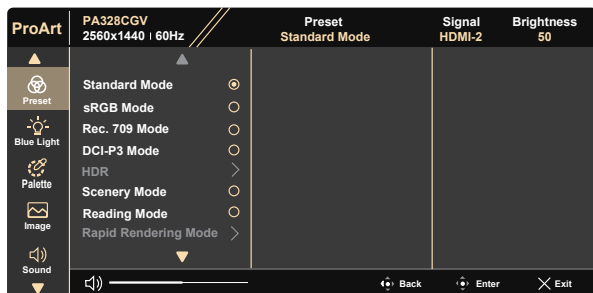 ProArt
PA328CGV
2560x1440 60Hz
Preset
Standard Mode
Signal
HDMI-2
Brightness
50
Preset
Blue Light
Palette
Image
Sound
Standard Mode
sRGB Mode
Rec. 709 Mode
DCI-P3 Mode
HDR
Scenery Mode
Reading Mode
Rapid Rendering Mode
Back
Enter
Exit